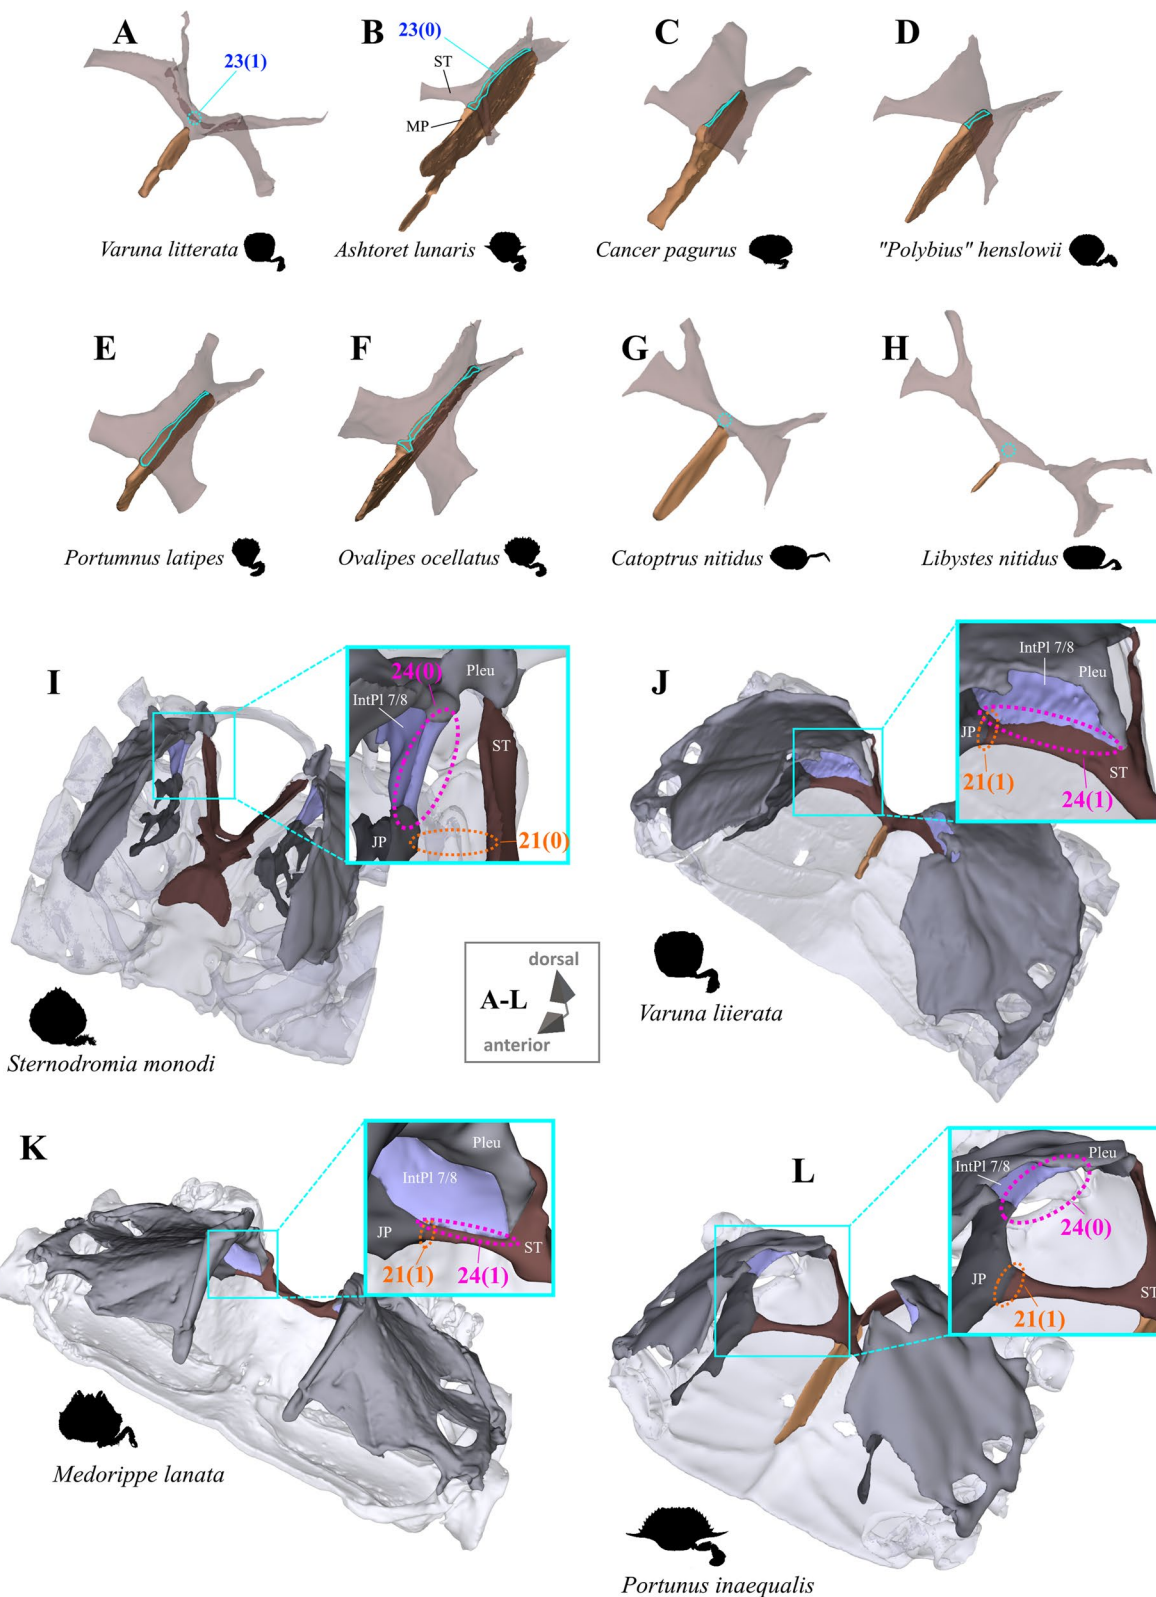 A
23(1)
Varuna litterata
B
23(0)
ST
MP
Ashtoret lunaris
C
Cancer pagurus
D
"Polybius" henslowii
E
Portumnus latipes
F
Ovalipes ocellatus
G
Catoptrus nitidus
H
Libystes nitidus
I
24(0)
Pleu
IntPl 7/8
ST
JP
21(0)
Sternodromia monodi
J
IntPl 7/8
Pleu
JP
21(1)
ST
24(1)
Varuna liierata
dorsal
A-L
anterior
K
Pleu
IntPl 7/8
JP
ST
21(1)
24(1)
Medorippe lanata
L
Pleu
IntPl 7/8
24(0)
JP
ST
21(1)
Portunus inaequalis